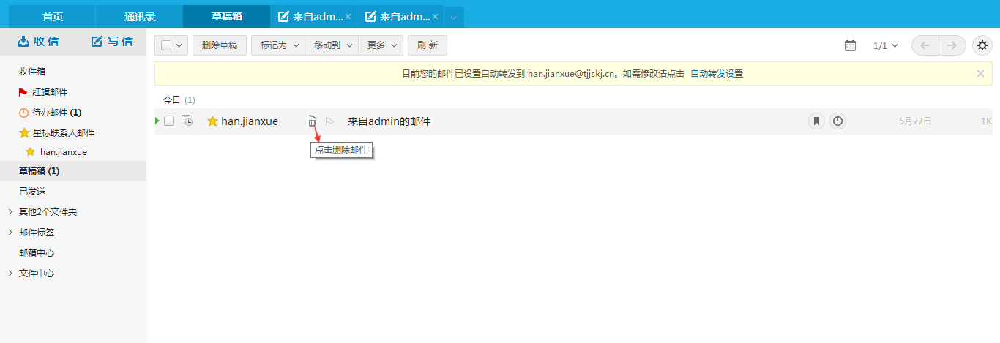 首页 通讯录 草稿箱 来自adm... 来自adm...
收 信 写 信
删除草稿 标记为 移动到 更多 刷 新 1/1
目前您的邮件已设置自动转发到 han.jianxue@tjjskj.cn。如需修改请点击 自动转发设置
收件箱
红旗邮件
待办邮件 (1)
星标联系人邮件
han.jianxue
草稿箱 (1)
已发送
其他2个文件夹
邮件标签
邮箱中心
文件中心
今日 (1)
han.jianxue 来自admin的邮件 5月27日 1K
点击删除邮件